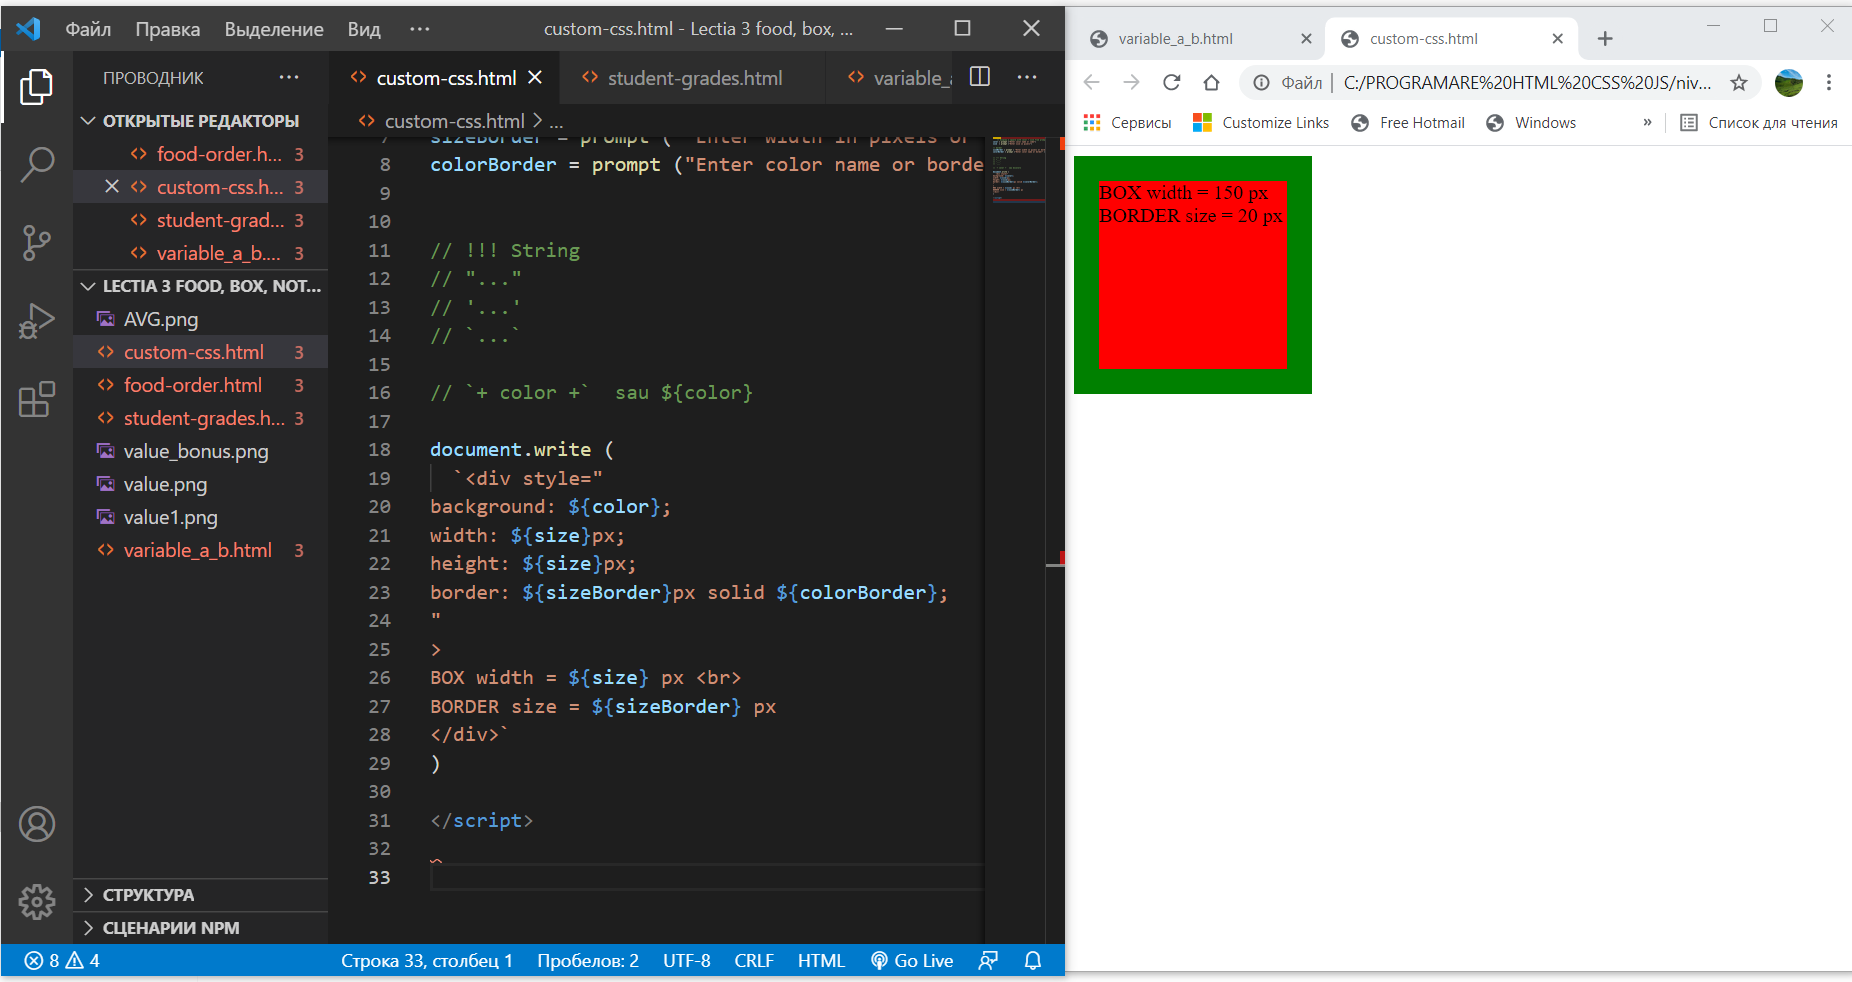 Файл Правка Выделение Вид ··· custom-css.html - Lectia 3 food, box, ...
ПРОВОДНИК ···
ОТКРЫТЫЕ РЕДАКТОРЫ
food-order.h... 3
custom-css.h... 3
student-grad... 3
variable_a_b.... 3
LECTIA 3 FOOD, BOX, NOT...
AVG.png
custom-css.html 3
food-order.html 3
student-grades.h... 3
value_bonus.png
value.png
value1.png
variable_a_b.html 3
СТРУКТУРА
СЦЕНАРИИ NPM
custom-css.html student-grades.html variable_a
custom-css.html > ...
7 sizeBorder = prompt ( "Enter width in pixels or
8 colorBorder = prompt ("Enter color name or borde
9
10
11 // !!! String
12 // "..."
13 // '...'
14 // `...`
15
16 // `+ color +` sau ${color}
17
18 document.write (
19 `<div style="
20 background: ${color};
21 width: ${size}px;
22 height: ${size}px;
23 border: ${sizeBorder}px solid ${colorBorder};
24 "
25 >
26 BOX width = ${size} px <br>
27 BORDER size = ${sizeBorder} px
28 </div>`
29 )
30
31 </script>
32
33
8 4 Строка 33, столбец 1 Пробелов: 2 UTF-8 CRLF HTML Go Live
variable_a_b.html custom-css.html
Файл | C:/PROGRAMARE%20HTML%20CSS%20JS/niv...
Сервисы Customize Links Free Hotmail Windows » Список для чтения
BOX width = 150 px
BORDER size = 20 px